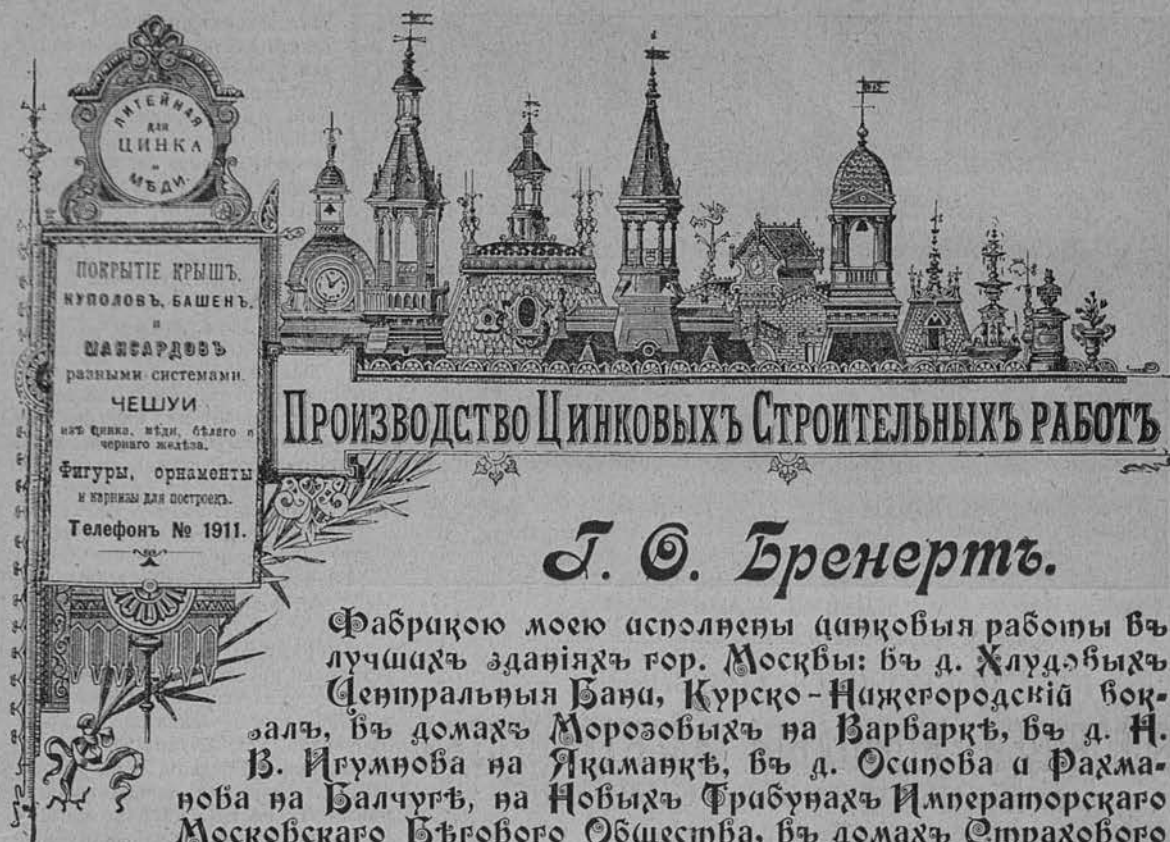 ЛИТЕЙНАЯ
для
ЦИНКА
и
МѢДИ.
ПОКРЫТІЕ КРЫШЪ,
КУПОЛОВЪ, БАШЕНЪ,
и
МАНСАРДОВЪ
разными системами.
ЧЕШУИ
изъ цинка, мѣди, бѣлаго и
чернаго желѣза.
Фигуры, орнаменты
и карнизы для построекъ.
Телефонъ № 1911.
ПРОИЗВОДСТВО ЦИНКОВЫХЪ СТРОИТЕЛЬНЫХЪ РАБОТЪ
Г. О. Бренертъ.
Фабрикою моею исполнены цинковыя работы въ
лучшихъ зданіяхъ гор. Москвы: въ д. Хлудовыхъ
Центральныя Бани, Курско-Нижегородскій вок-
залъ, въ домахъ Морозовыхъ на Варваркѣ, въ д. Н.
В. Игумнова на Якиманкѣ, въ д. Осипова и Рахма-
нова на Балчугѣ, на Новыхъ Трибунахъ Императорскаго
Московскаго Бѣгового Общества, въ домахъ Страхового